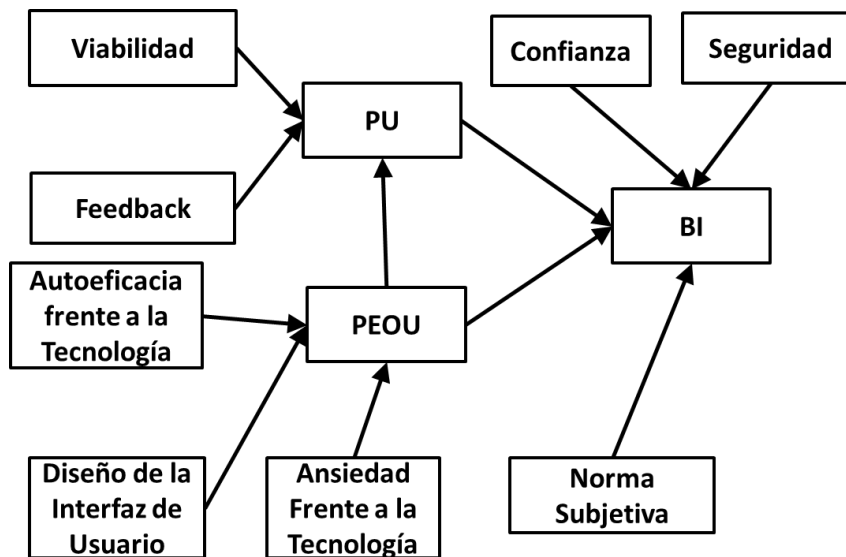 Viabilidad
Confianza
Seguridad
PU
Feedback
BI
Autoeficacia
frente a la
Tecnología
PEOU
Diseño de la
Interfaz de
Usuario
Ansiedad
Frente a la
Tecnología
Norma
Subjetiva